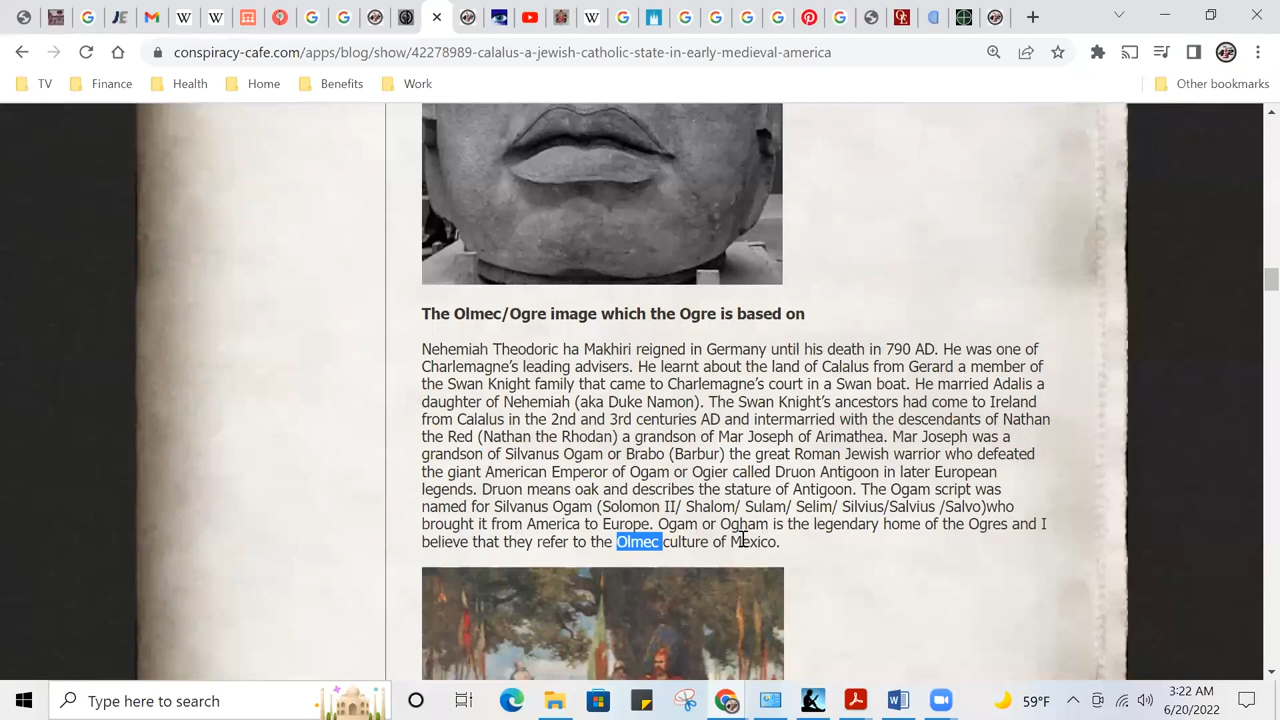 conspiracy-cafe.com/apps/blog/show/42278989-calalus-a-jewish-catholic-state-in-early-medieval-america
TV Finance Health Home Benefits Work Other bookmarks
The Olmec/Ogre image which the Ogre is based on
Nehemiah Theodoric ha Makhiri reigned in Germany until his death in 790 AD. He was one of
Charlemagne's leading advisers. He learnt about the land of Calalus from Gerard a member of
the Swan Knight family that came to Charlemagne's court in a Swan boat. He married Adalis a
daughter of Nehemiah (aka Duke Namon). The Swan Knight's ancestors had come to Ireland
from Calalus in the 2nd and 3rd centuries AD and intermarried with the descendants of Nathan
the Red (Nathan the Rhodan) a grandson of Mar Joseph of Arimathea. Mar Joseph was a
grandson of Silvanus Ogam or Brabo (Barbur) the great Roman Jewish warrior who defeated
the giant American Emperor of Ogam or Ogier called Druon Antigoon in later European
legends. Druon means oak and describes the stature of Antigoon. The Ogam script was
named for Silvanus Ogam (Solomon II/ Shalom/ Sulam/ Selim/ Silvius/Salvius /Salvo)who
brought it from America to Europe. Ogam or Ogham is the legendary home of the Ogres and I
believe that they refer to the Olmec culture of Mexico.
Type here to search
59°F
3:22 AM
6/20/2022